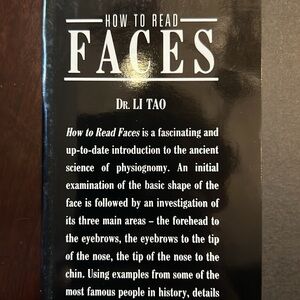 HOW TO READ
FACES
DR. LI TAO
How to Read Faces is a fascinating and
up-to-date introduction to the ancient
science of physiognomy. An initial
examination of the basic shape of the
face is followed by an investigation of
its three main areas – the forehead to
the eyebrows, the eyebrows to the tip
of the nose, the tip of the nose to the
chin. Using examples from some of the
most famous people in history, details